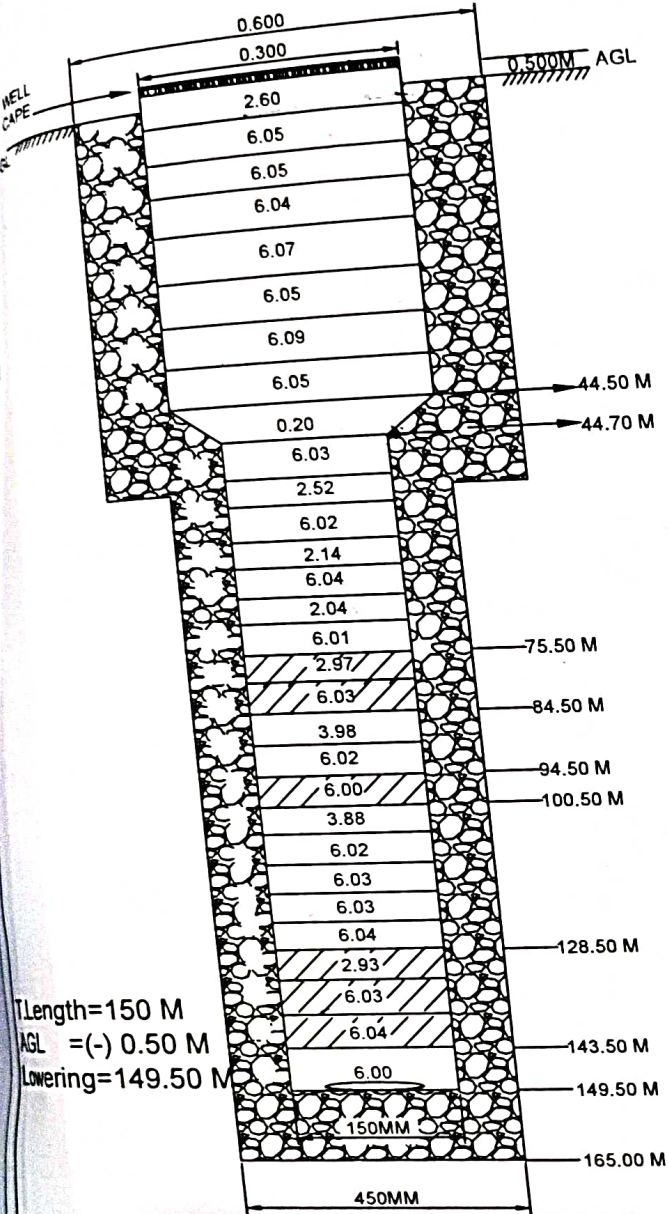 0.600
0.300
0.500M AGL
WELL
CAPE
2.60
6.05
6.05
6.04
6.07
6.05
6.09
6.05
44.50 M
0.20
44.70 M
6.03
2.52
6.02
2.14
6.04
2.04
6.01
75.50 M
2.97
6.03
84.50 M
3.98
6.02
94.50 M
6.00
100.50 M
3.88
6.02
6.03
6.03
6.04
128.50 M
2.93
6.03
6.04
143.50 M
T.Length=150 M
AGL =(-) 0.50 M
Lowering=149.50 M
6.00
149.50 M
150MM
165.00 M
450MM